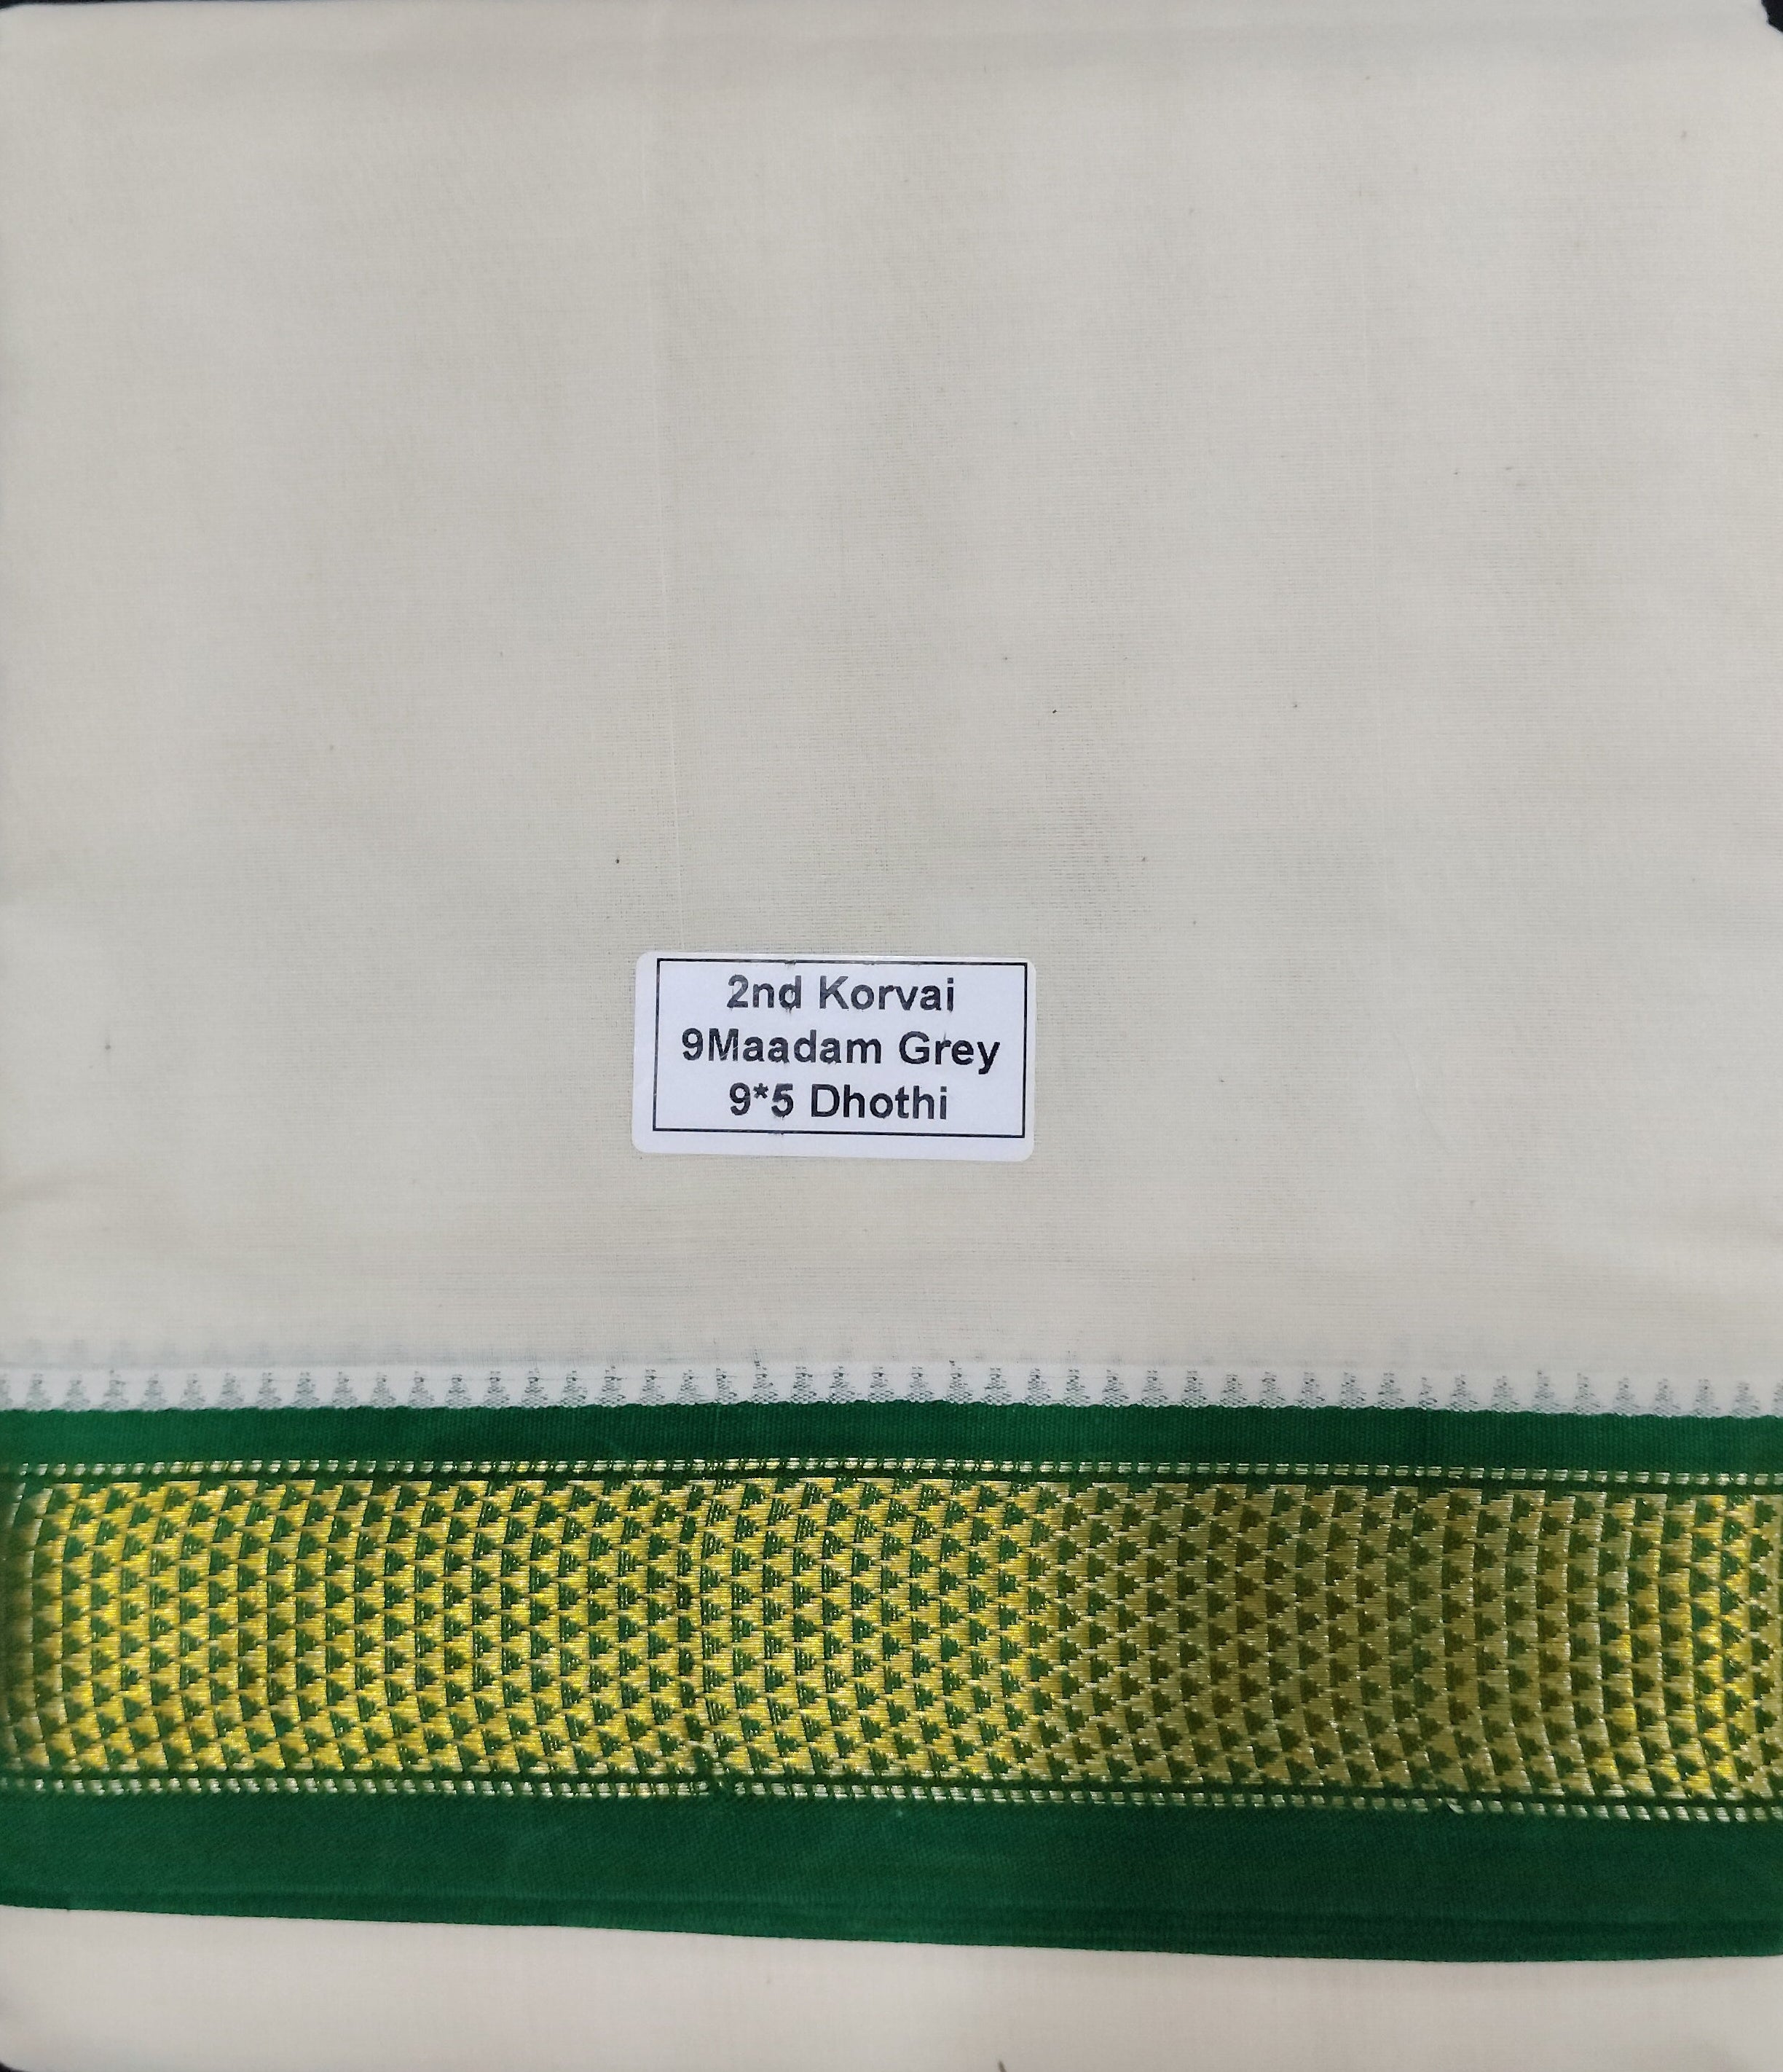 2nd Korvai
9Maadam Grey
9*5 Dhothi